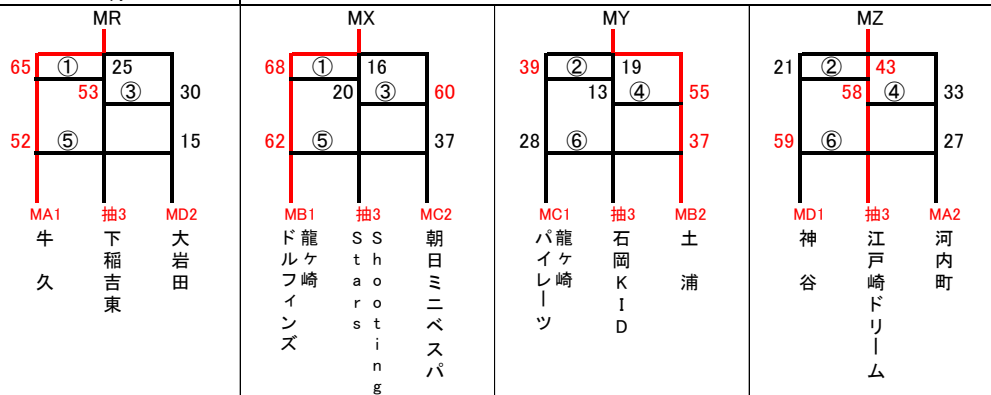 MR
65 ① 25
53 ③ 30
52 ⑤ 15
MA1 抽3 MD2
牛久
下稲吉東
大岩田
MX
68 ① 16
20 ③ 60
62 ⑤ 37
MB1 抽3 MC2
龍ヶ崎
ドルフィンズ
Shooting
Stars
朝日ミニベスパ
MY
39 ② 19
13 ④ 55
28 ⑥ 37
MC1 抽3 MB2
龍ヶ崎
パイレーツ
石岡KID
土浦
MZ
21 ② 43
58 ④ 33
59 ⑥ 27
MD1 抽3 MA2
神谷
江戸崎ドリーム
河内町